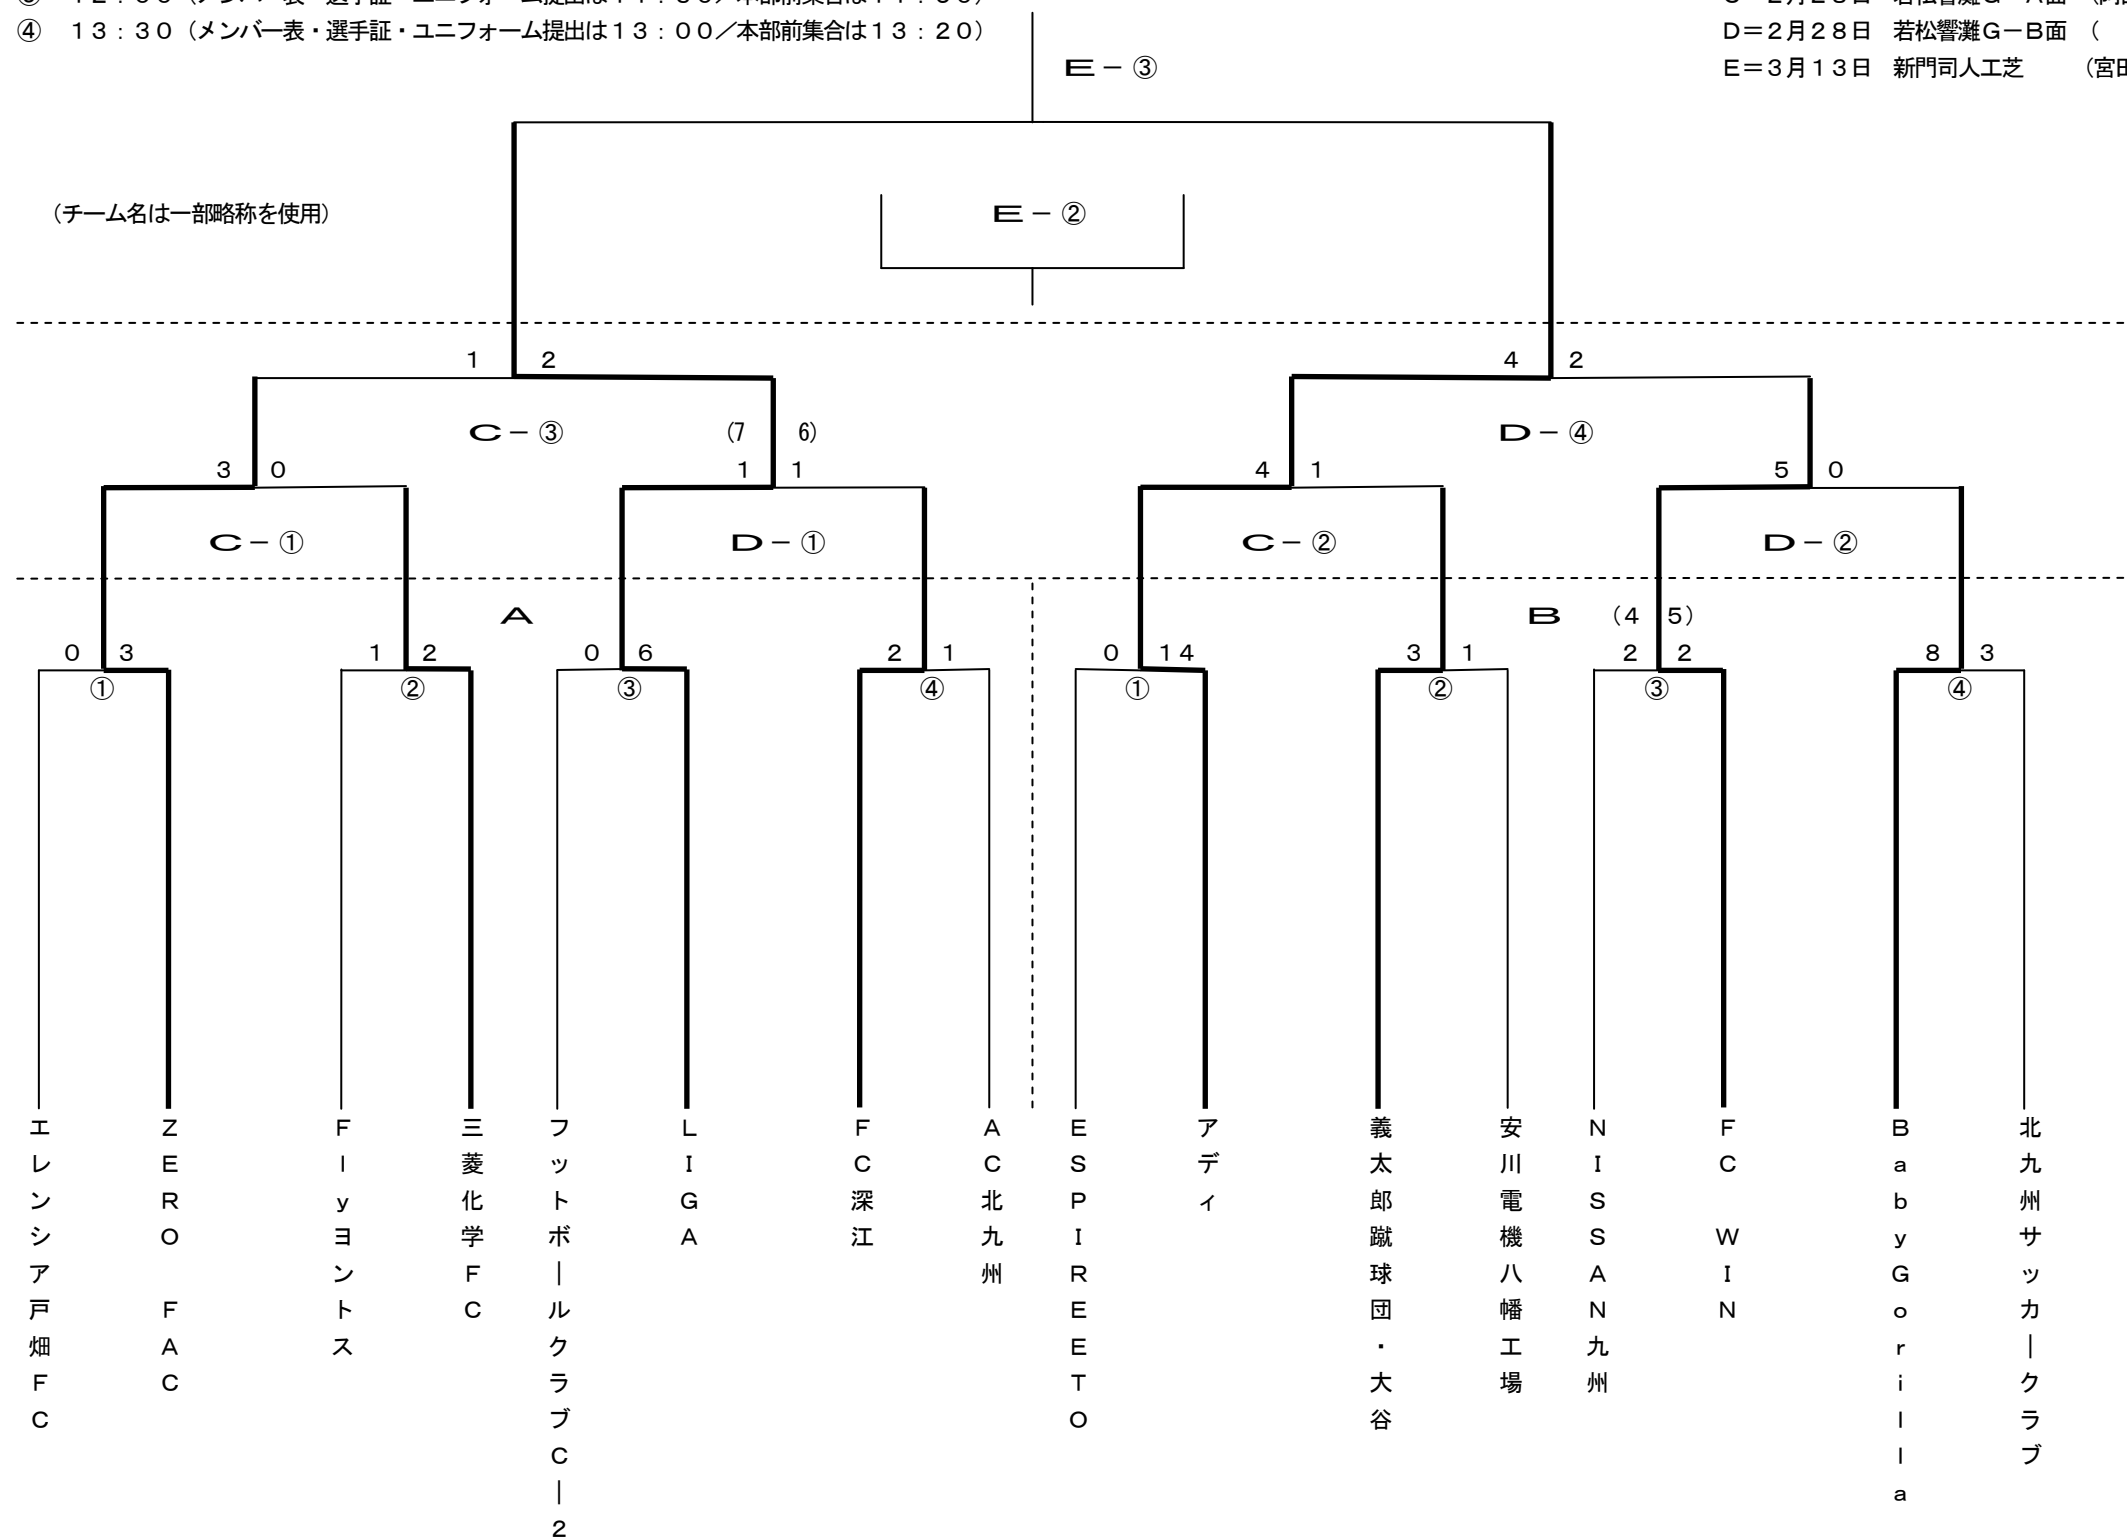 ④　１３：３０（メンバー表・選手証・ユニフォーム提出は１３：００／本部前集合は１３：２０）
D＝２月２８日　若松響灘Ｇ－Ｂ面　（
E＝３月１３日　新門司人工芝　　（宮
Ｅ－③
（チーム名は一部略称を使用）
Ｅ－②
1 2
4 2
Ｃ－③
(7 6)
Ｄ－④
3 0
1 1
4 1
5 0
Ｃ－①
Ｄ－①
Ｃ－②
Ｄ－②
Ａ
Ｂ
（4 5）
0 3
1 2
0 6
2 1
0 14
3 1
2 2
8 3
①
②
③
④
①
②
③
④
エレンシア戸畑ＦＣ
ＺＥＲＯ　ＦＡＣ
Ｆｌｙヨントス
三菱化学ＦＣ
フットボールクラブＣ－２
ＬＩＧＡ
ＦＣ深江
ＡＣ北九州
ＥＳＰＩＲＥＥＴＯ
アディ
義太郎蹴球団・大谷
安川電機八幡工場
ＮＩＳＳＡＮ九州
ＦＣ　ＷＩＮ
ＢａｂｙＧｏｒｉｌｌａ
北九州サッカークラブ